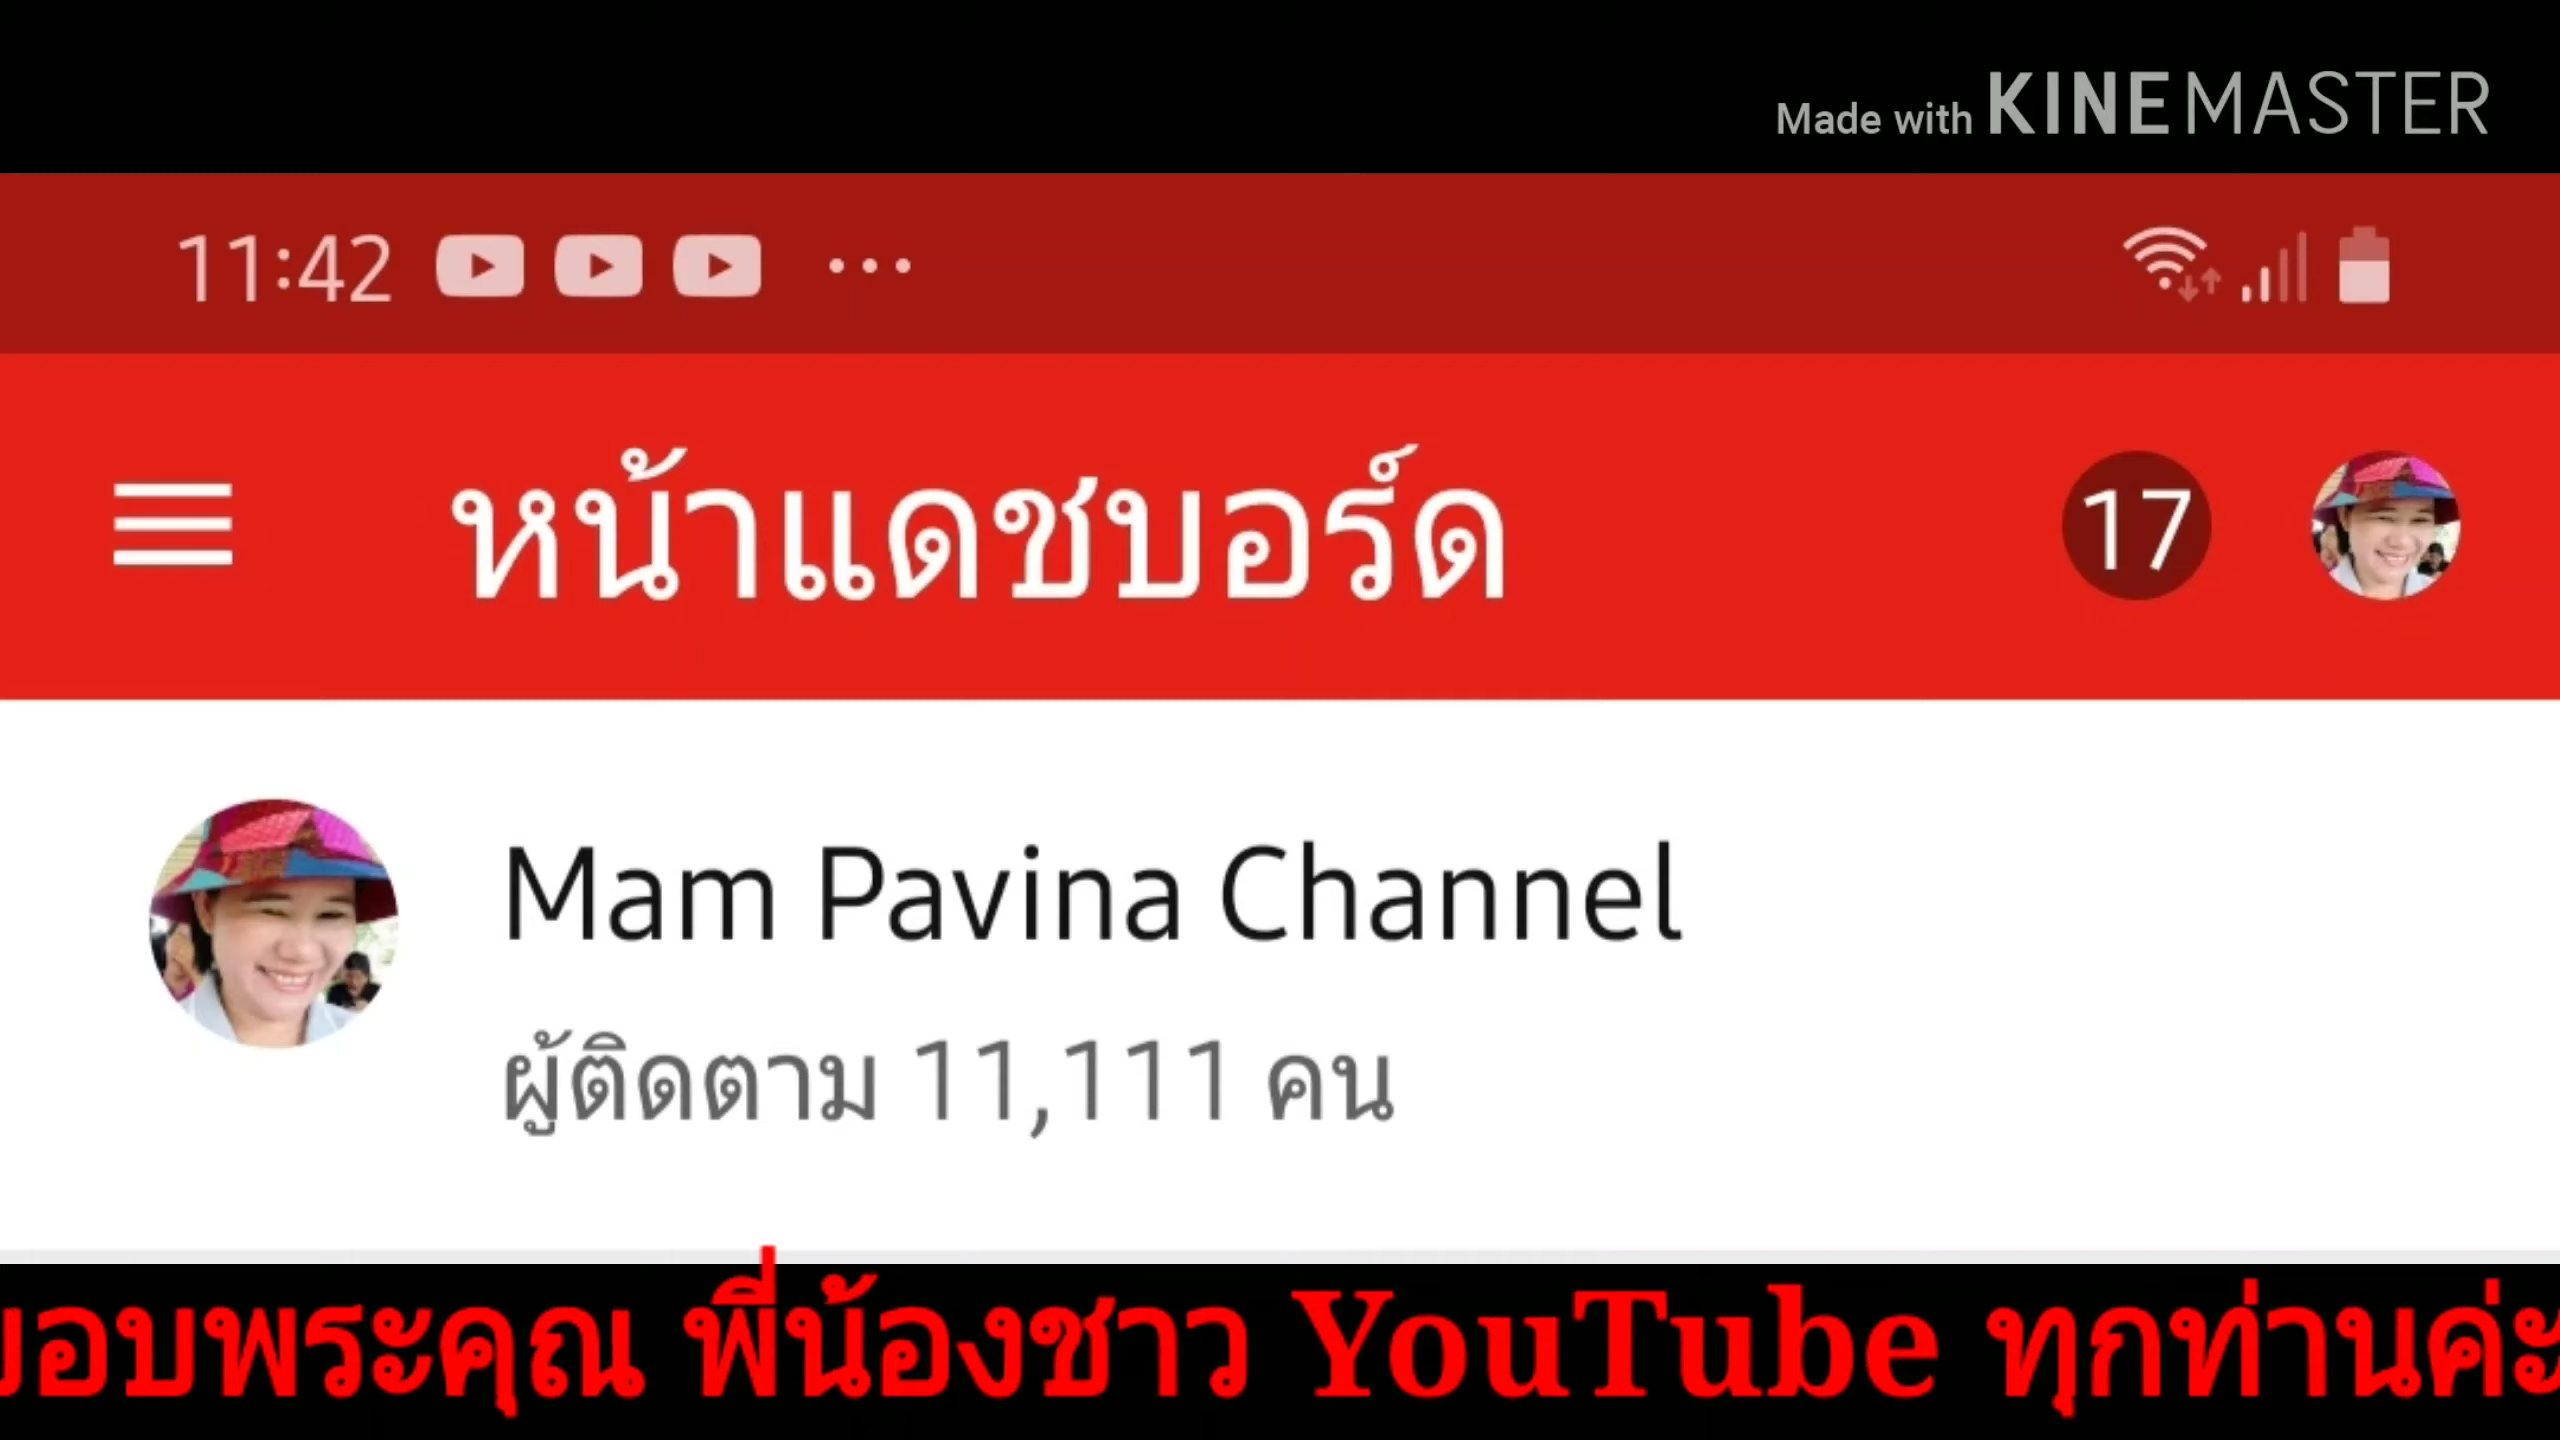 Made with KINEMASTER
11:42
หน้าแดชบอร์ด 17
Mam Pavina Channel
ผู้ติดตาม 11,111 คน
ขอบพระคุณ พี่น้องชาว YouTube ทุกท่านค่ะ